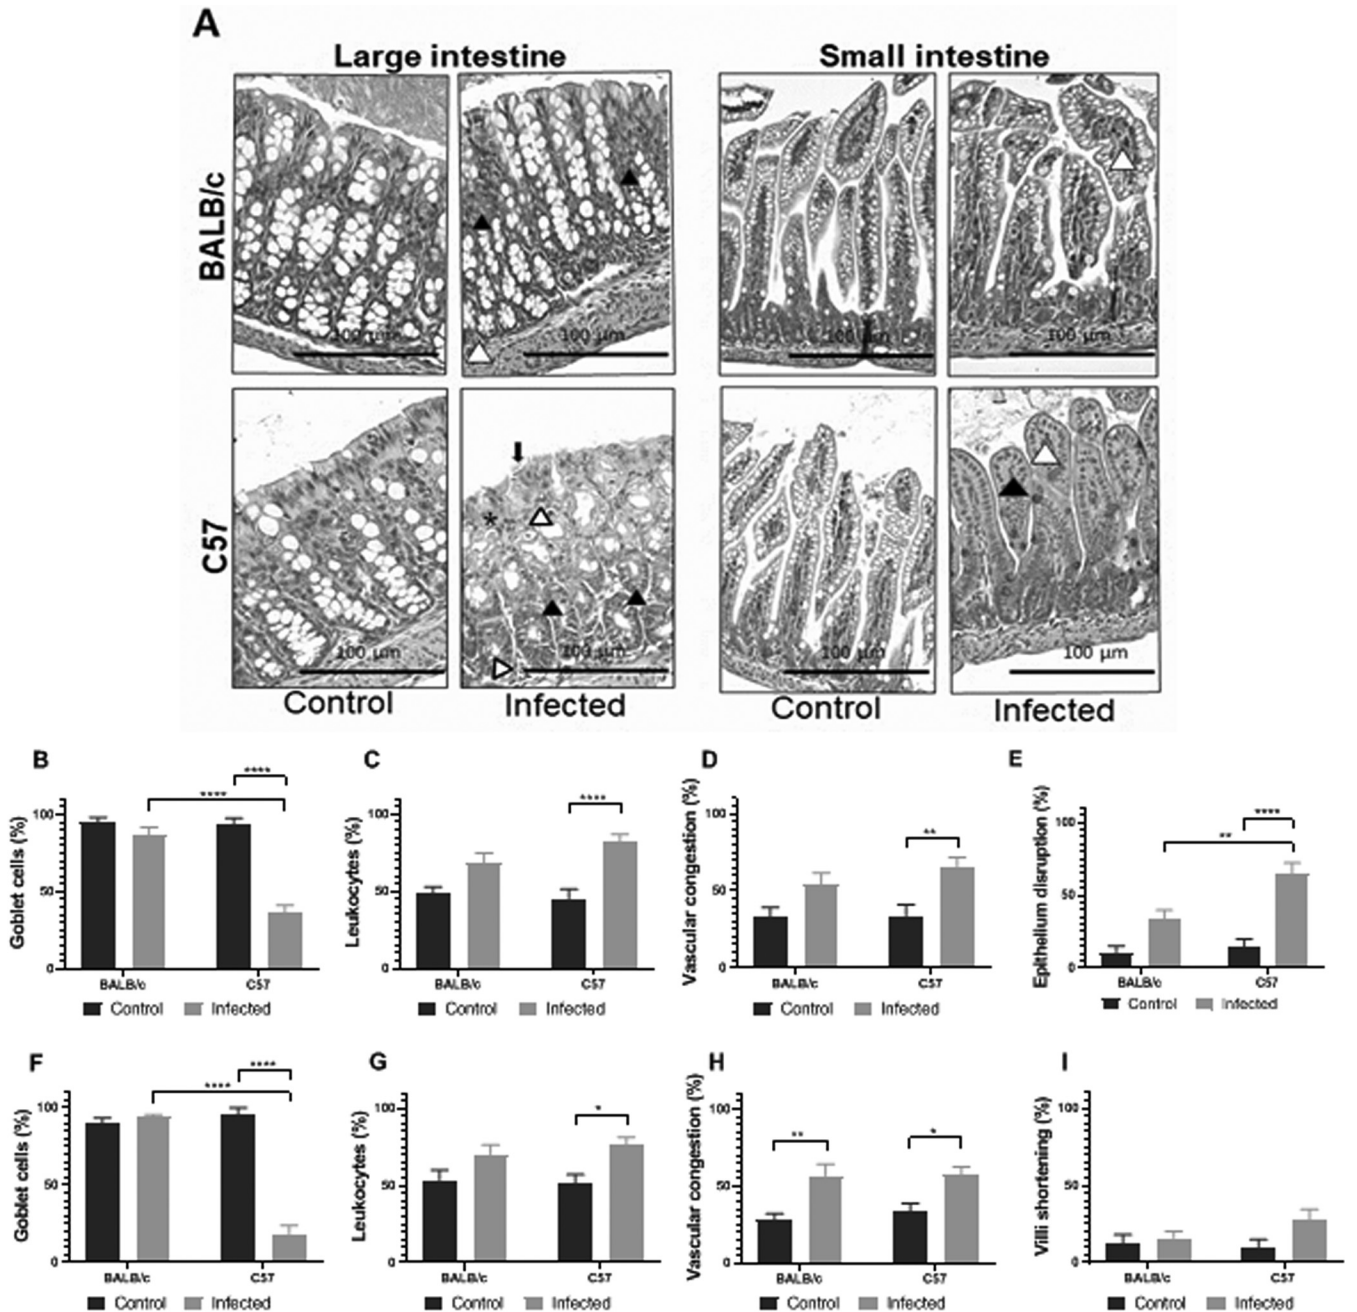 A
Large intestine
Small intestine
BALB/c
100 µm
100 µm
100 µm
100 µm
C57
*
100 µm
100 µm
100 µm
100 µm
Control
Infected
Control
Infected
B
Goblet cells (%)
100
50
0
****
****
BALB/c
C57
Control
Infected
C
Leukocytes (%)
100
50
0
****
BALB/c
C57
Control
Infected
D
Vascular congestion (%)
100
50
0
**
BALB/c
C57
Control
Infected
E
Epithelium disruption (%)
100
50
0
****
**
BALB/c
C57
Control
Infected
F
Goblet cells (%)
100
50
0
****
****
BALB/c
C57
Control
Infected
G
Leukocytes (%)
100
50
0
*
BALB/c
C57
Control
Infected
H
Vascular congestion (%)
100
50
0
**
*
BALB/c
C57
Control
Infected
I
Villi shortening (%)
100
50
0
BALB/c
C57
Control
Infected